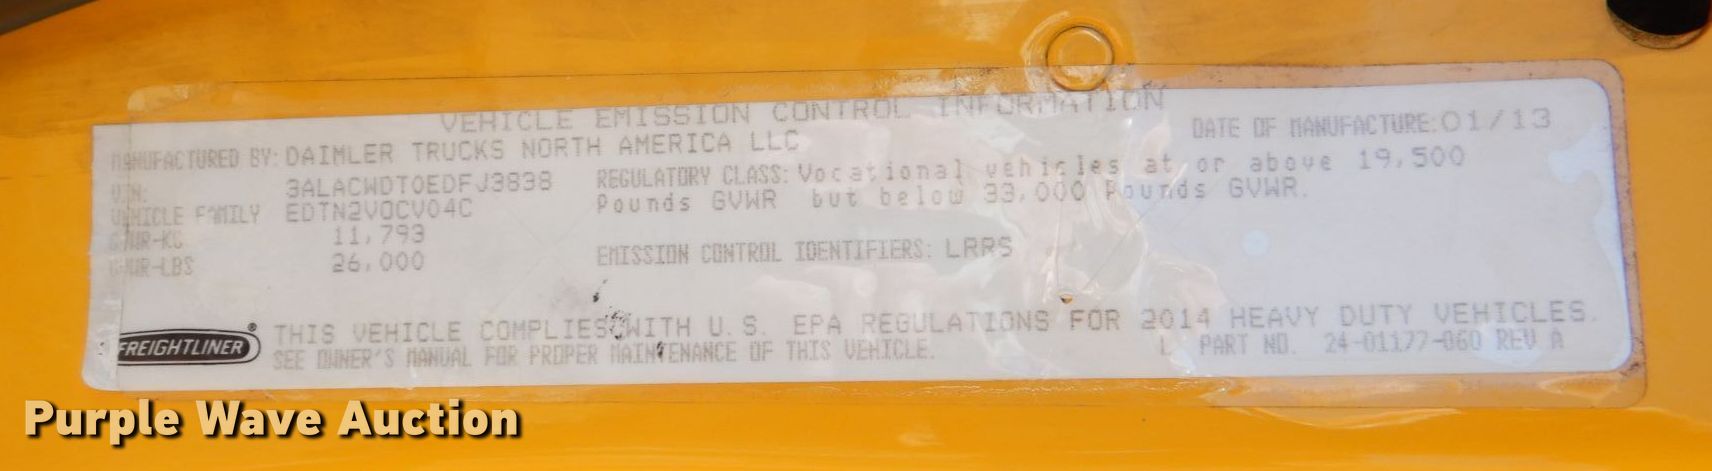 VEHICLE EMISSION CONTROL INFORMATION
MANUFACTURED BY: DAIMLER TRUCKS NORTH AMERICA LLC
DATE OF MANUFACTURE: 01/13
VIN: 3ALACWDT0EDFJ3838
REGULATORY CLASS: Vocational vehicles at or above 19,500
VEHICLE FAMILY EDTN2VOCV04C
Pounds GVWR but below 33,000 Pounds GVWR.
GVWR-KG 11,793
GVWR-LBS 26,000
EMISSION CONTROL IDENTIFIERS: LRRS
FREIGHTLINER®
THIS VEHICLE COMPLIES WITH U.S. EPA REGULATIONS FOR 2014 HEAVY DUTY VEHICLES.
SEE OWNER'S MANUAL FOR PROPER MAINTENANCE OF THIS VEHICLE.
L PART NO. 24-01177-060 REV A
Purple Wave Auction